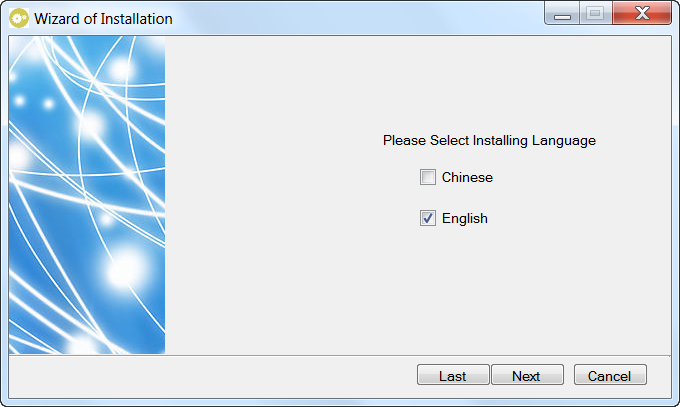 Wizard of Installation
Please Select Installing Language
Chinese
English
Last Next Cancel